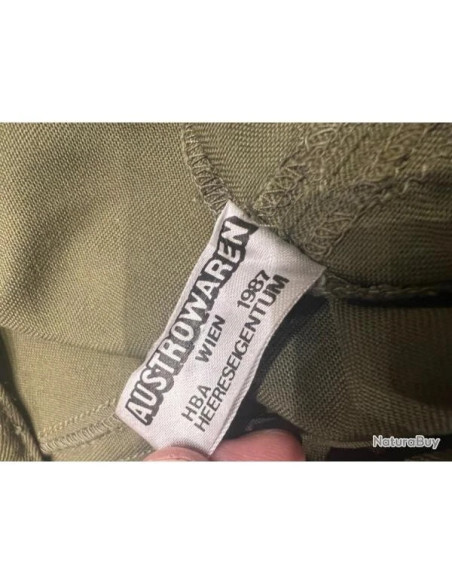 AUSTROWAREN
WIEN 1987
HBA
HEERESEIGENTUM
NaturaBuy